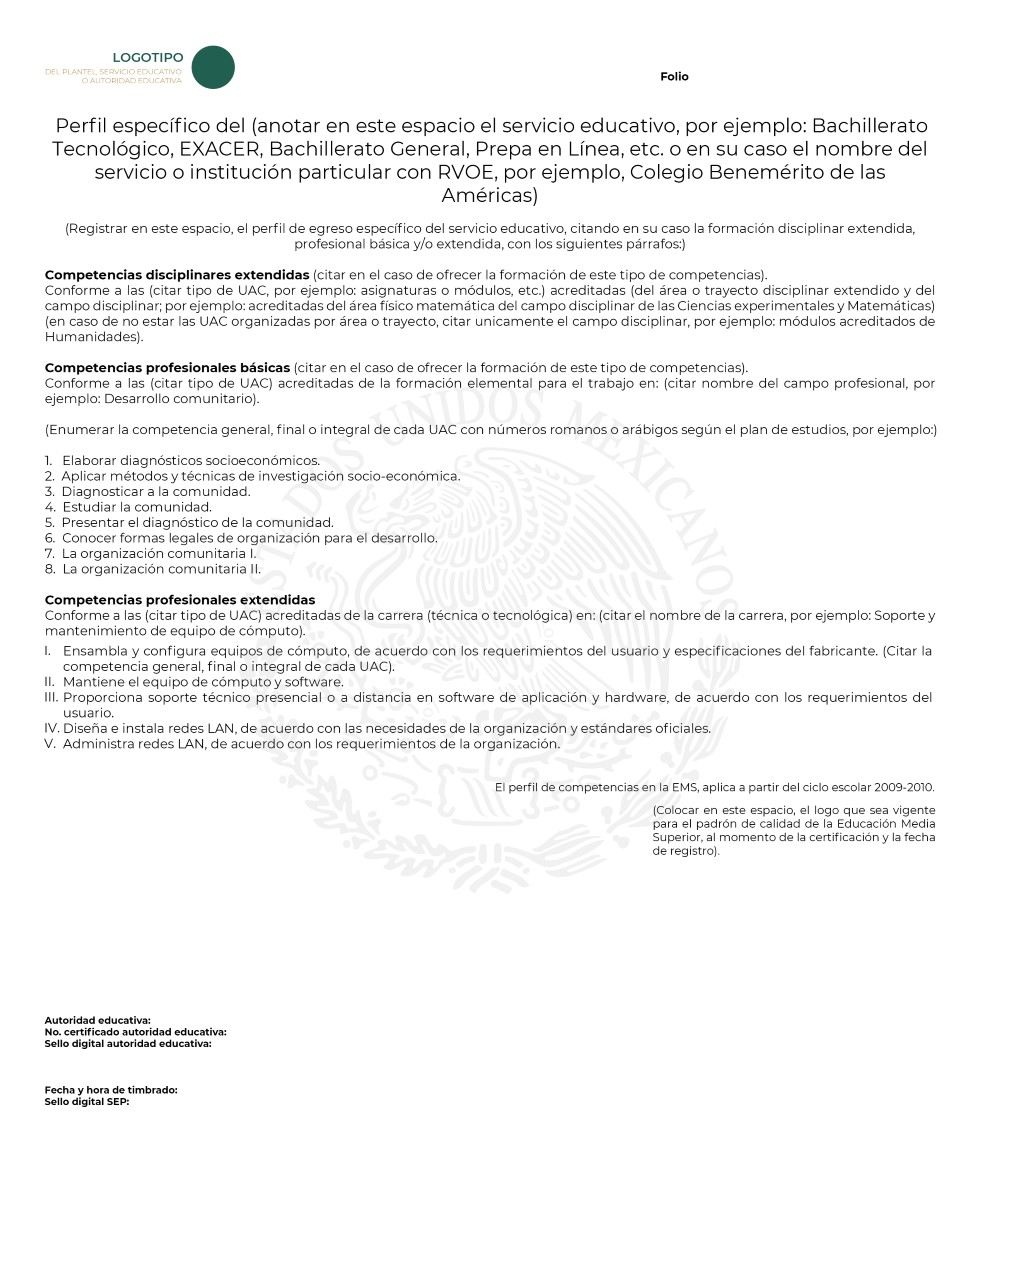 LOGOTIPO
DEL PLANTEL, SERVICIO EDUCATIVO
O AUTORIDAD EDUCATIVA
Folio
Perfil específico del (anotar en este espacio el servicio educativo, por ejemplo: Bachillerato
Tecnológico, EXACER, Bachillerato General, Prepa en Línea, etc. o en su caso el nombre del
servicio o institución particular con RVOE, por ejemplo, Colegio Benemérito de las
Américas)
(Registrar en este espacio, el perfil de egreso específico del servicio educativo, citando en su caso la formación disciplinar extendida,
profesional básica y/o extendida, con los siguientes párrafos:)
Competencias disciplinares extendidas (citar en el caso de ofrecer la formación de este tipo de competencias).
Conforme a las (citar tipo de UAC, por ejemplo: asignaturas o módulos, etc.) acreditadas (del área o trayecto disciplinar extendido y del
campo disciplinar; por ejemplo: acreditadas del área físico matemática del campo disciplinar de las Ciencias experimentales y Matemáticas)
(en caso de no estar las UAC organizadas por área o trayecto, citar unicamente el campo disciplinar, por ejemplo: módulos acreditados de
Humanidades).
Competencias profesionales básicas (citar en el caso de ofrecer la formación de este tipo de competencias).
Conforme a las (citar tipo de UAC) acreditadas de la formación elemental para el trabajo en: (citar nombre del campo profesional, por
ejemplo: Desarrollo comunitario).
(Enumerar la competencia general, final o integral de cada UAC con números romanos o arábigos según el plan de estudios, por ejemplo:)
1. Elaborar diagnósticos socioeconómicos.
2. Aplicar métodos y técnicas de investigación socio-económica.
3. Diagnosticar a la comunidad.
4. Estudiar la comunidad.
5. Presentar el diagnóstico de la comunidad.
6. Conocer formas legales de organización para el desarrollo.
7. La organización comunitaria I.
8. La organización comunitaria II.
Competencias profesionales extendidas
Conforme a las (citar tipo de UAC) acreditadas de la carrera (técnica o tecnológica) en: (citar el nombre de la carrera, por ejemplo: Soporte y
mantenimiento de equipo de cómputo).
I. Ensambla y configura equipos de cómputo, de acuerdo con los requerimientos del usuario y especificaciones del fabricante. (Citar la
competencia general, final o integral de cada UAC).
II. Mantiene el equipo de cómputo y software.
III. Proporciona soporte técnico presencial o a distancia en software de aplicación y hardware, de acuerdo con los requerimientos del
usuario.
IV. Diseña e instala redes LAN, de acuerdo con las necesidades de la organización y estándares oficiales.
V. Administra redes LAN, de acuerdo con los requerimientos de la organización.
El perfil de competencias en la EMS, aplica a partir del ciclo escolar 2009-2010.
(Colocar en este espacio, el logo que sea vigente
para el padrón de calidad de la Educación Media
Superior, al momento de la certificación y la fecha
de registro).
Autoridad educativa:
No. certificado autoridad educativa:
Sello digital autoridad educativa:
Fecha y hora de timbrado:
Sello digital SEP:
UNIDOS MEXICANOS